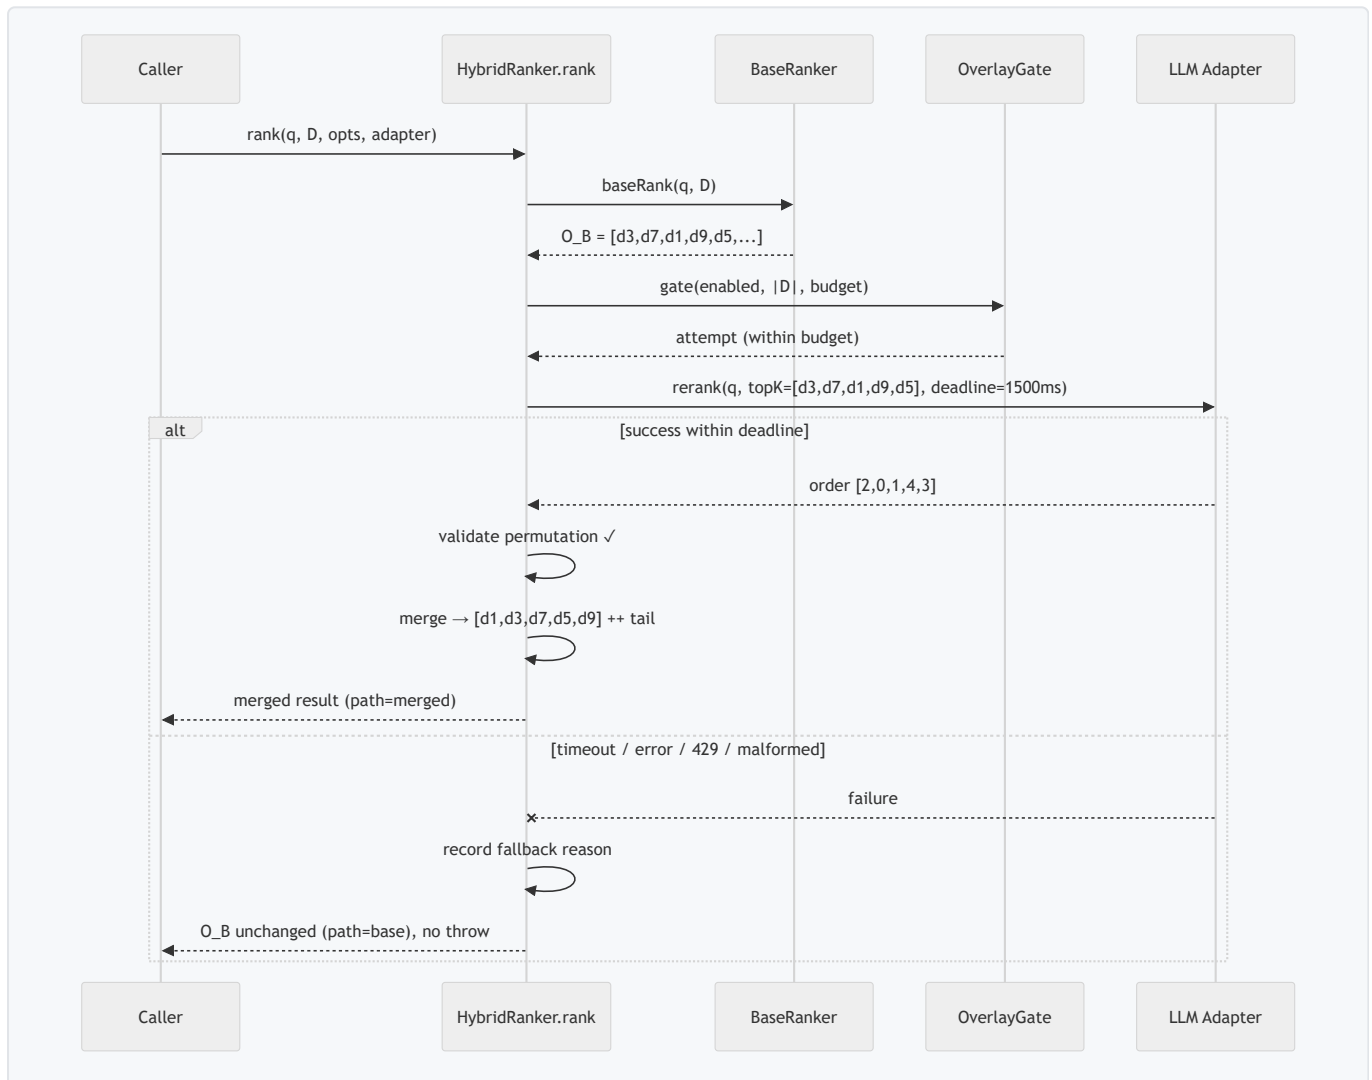 Caller
HybridRanker.rank
BaseRanker
OverlayGate
LLM Adapter
rank(q, D, opts, adapter)
baseRank(q, D)
O_B = [d3,d7,d1,d9,d5,...]
gate(enabled, |D|, budget)
attempt (within budget)
rerank(q, topK=[d3,d7,d1,d9,d5], deadline=1500ms)
alt
[success within deadline]
order [2,0,1,4,3]
validate permutation ✓
merge → [d1,d3,d7,d5,d9] ++ tail
merged result (path=merged)
[timeout / error / 429 / malformed]
failure
record fallback reason
O_B unchanged (path=base), no throw
Caller
HybridRanker.rank
BaseRanker
OverlayGate
LLM Adapter